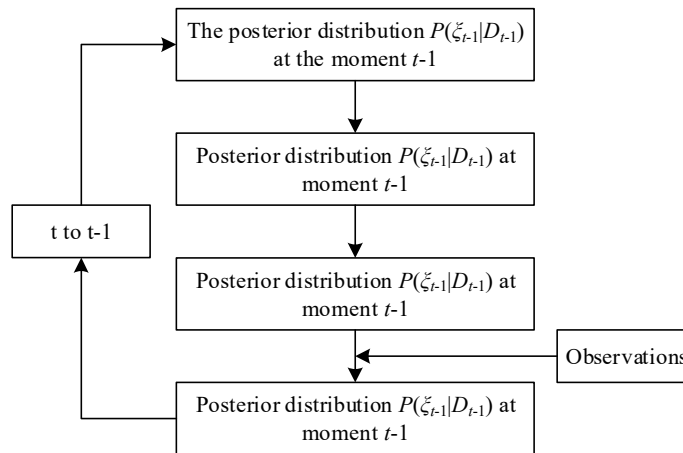 The posterior distribution P(ξt-1|Dt-1)
at the moment t-1
Posterior distribution P(ξt-1|Dt-1) at
moment t-1
t to t-1
Posterior distribution P(ξt-1|Dt-1) at
moment t-1
Observations
Posterior distribution P(ξt-1|Dt-1) at
moment t-1